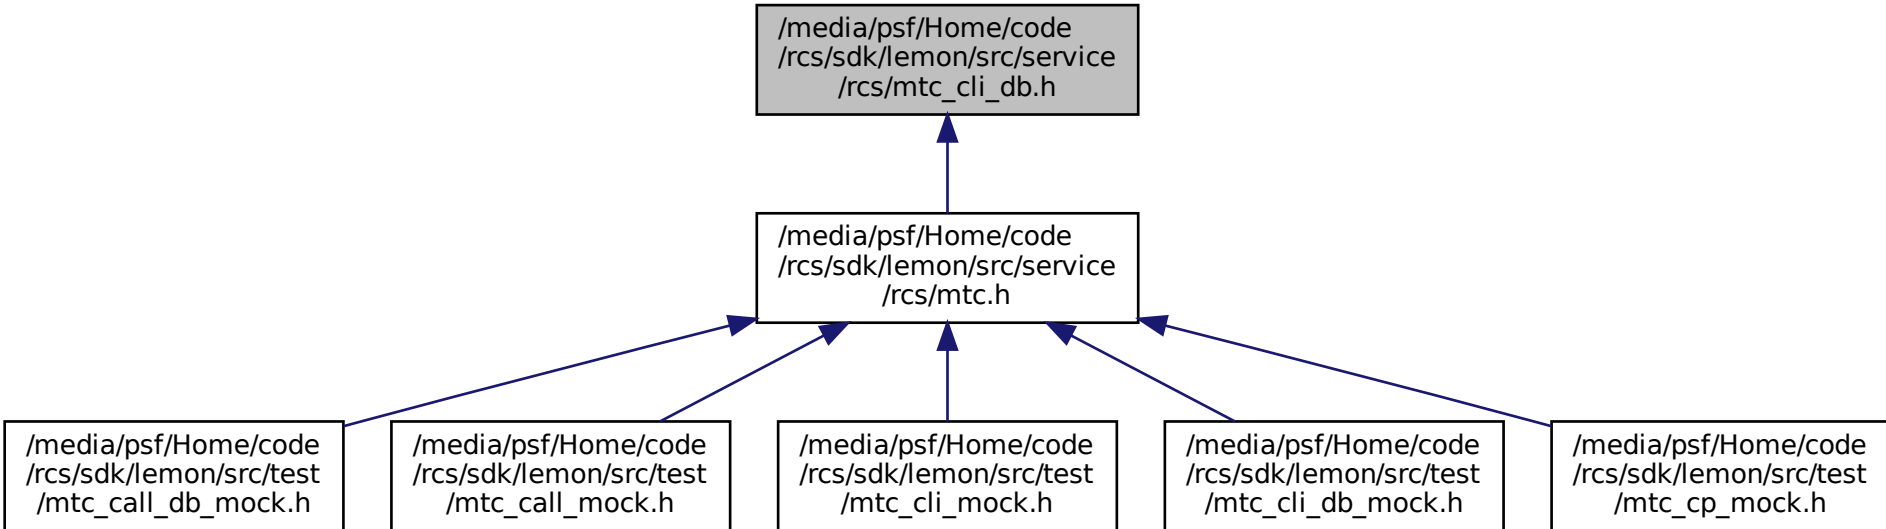 /media/psf/Home/code
/rcs/sdk/lemon/src/service
/rcs/mtc_cli_db.h
/media/psf/Home/code
/rcs/sdk/lemon/src/service
/rcs/mtc.h
/media/psf/Home/code
/rcs/sdk/lemon/src/test
/mtc_call_db_mock.h
/media/psf/Home/code
/rcs/sdk/lemon/src/test
/mtc_call_mock.h
/media/psf/Home/code
/rcs/sdk/lemon/src/test
/mtc_cli_mock.h
/media/psf/Home/code
/rcs/sdk/lemon/src/test
/mtc_cli_db_mock.h
/media/psf/Home/code
/rcs/sdk/lemon/src/test
/mtc_cp_mock.h